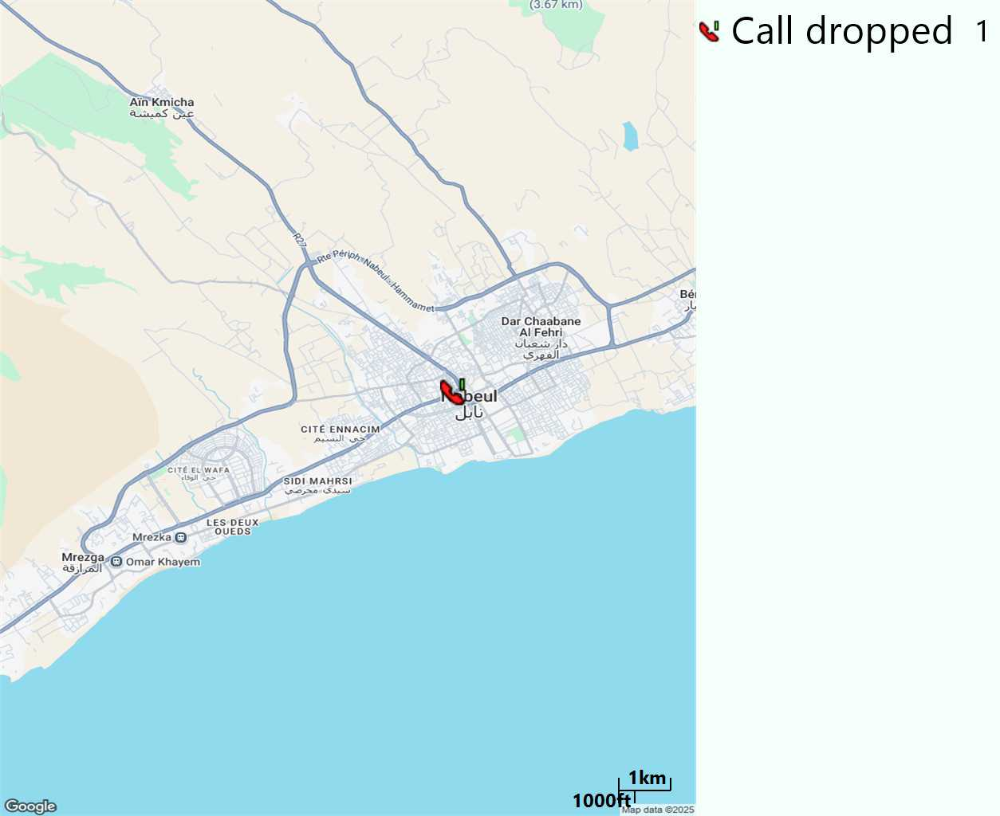 (3.67 km)
Call dropped 1
Aïn Kmicha
عين كميشة
R27
Rte Périph. Nabeul - Hammamet
Dar Chaabane
Al Fehri
دار شعبان
الفهري
Nabeul
نابل
CITÉ ENNACIM
حي النسيم
CITÉ EL WAFA
حي الوفاء
SIDI MAHRSI
سيدي محرصي
LES DEUX
OUEDS
Mrezka
Mrezga
المرازقة
Omar Khayem
1km
1000ft
Google
Map data ©2025